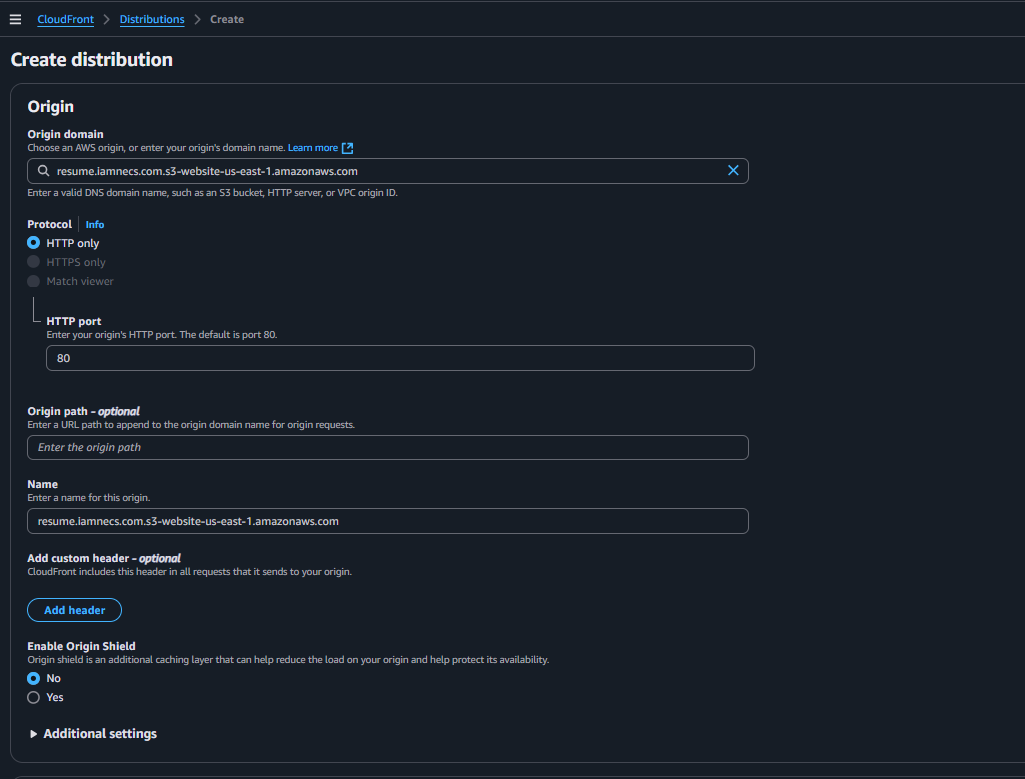 CloudFront > Distributions > Create
Create distribution
Origin
Origin domain
Choose an AWS origin, or enter your origin's domain name. Learn more
resume.iamnecs.com.s3-website-us-east-1.amazonaws.com
Enter a valid DNS domain name, such as an S3 bucket, HTTP server, or VPC origin ID.
Protocol | Info
HTTP only
HTTPS only
Match viewer
HTTP port
Enter your origin's HTTP port. The default is port 80.
80
Origin path - optional
Enter a URL path to append to the origin domain name for origin requests.
Enter the origin path
Name
Enter a name for this origin.
resume.iamnecs.com.s3-website-us-east-1.amazonaws.com
Add custom header - optional
CloudFront includes this header in all requests that it sends to your origin.
Add header
Enable Origin Shield
Origin shield is an additional caching layer that can help reduce the load on your origin and help protect its availability.
No
Yes
Additional settings